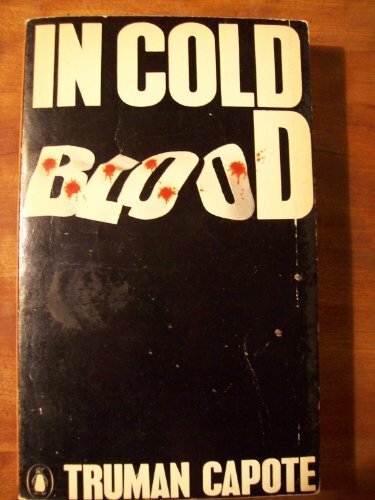 IN COLD
BLOOD
TRUMAN CAPOTE